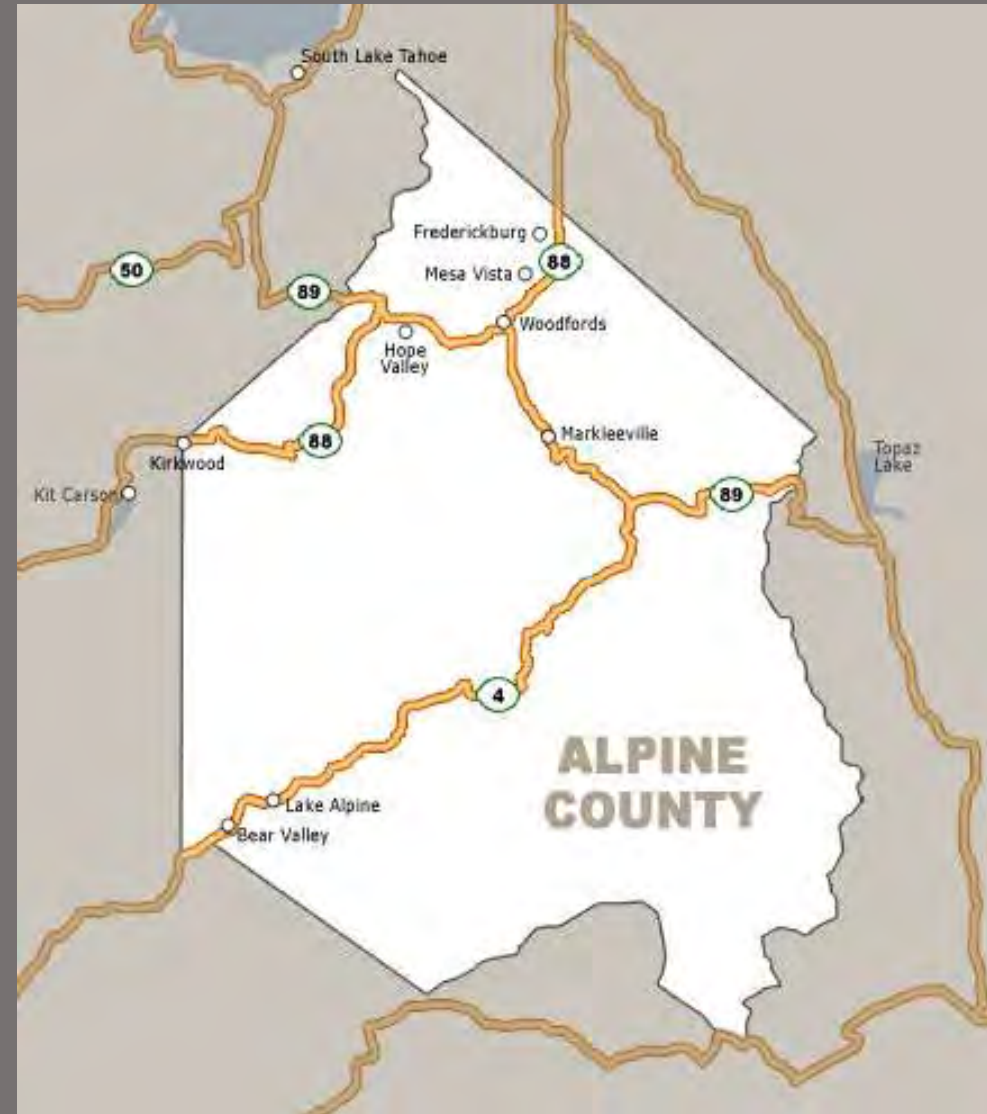 South Lake Tahoe
Frederickburg
88
50
Mesa Vista
89
Woodfords
Hope
Valley
Markleeville
88
Kirkwood
Topaz
Lake
Kit Carson
89
4
ALPINE
COUNTY
Lake Alpine
Bear Valley